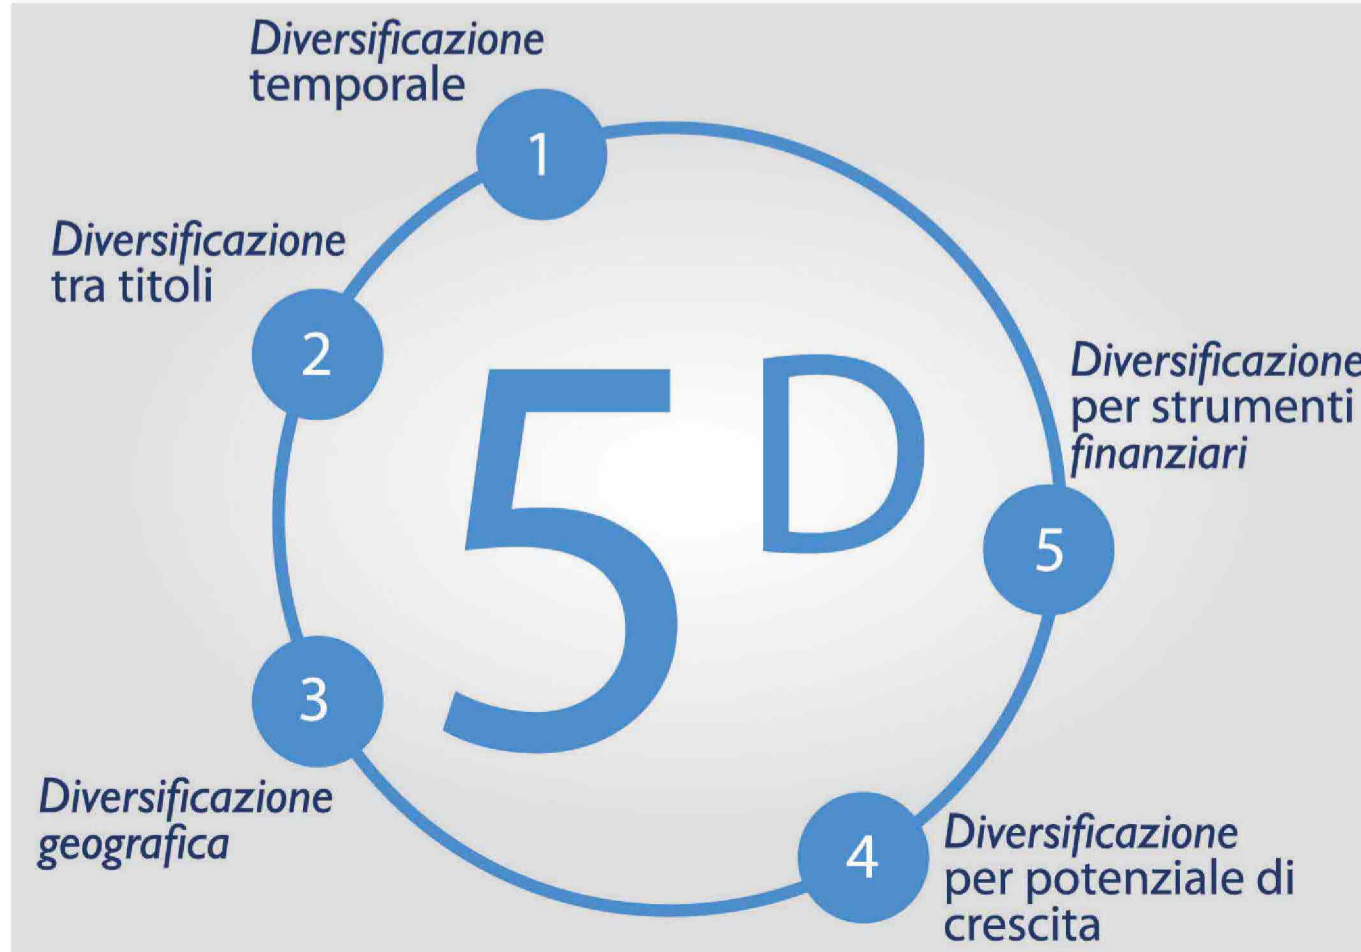 Diversificazione
temporale
1
Diversificazione
tra titoli
2
5 D
Diversificazione
per strumenti
finanziari
5
3
Diversificazione
geografica
4
Diversificazione
per potenziale di
crescita